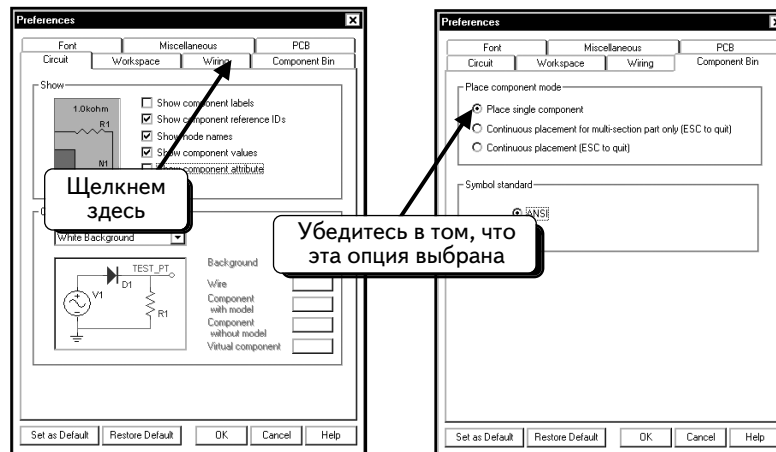 Preferences
Font Miscellaneous PCB
Circuit Workspace Wiring Component Bin
Show
1.0kohm
R1
N1
Show component labels
Show component reference IDs
Show node names
Show component values
component attribute
Щелкнем
здесь
White Background
TEST_PT
D1
V1
R1
Background
Wire
Component
with model
Component
without model
Virtual component
Set as Default Restore Default OK Cancel Help
Preferences
Font Miscellaneous PCB
Circuit Workspace Wiring Component Bin
Place component mode
Place single component
Continuous placement for multi-section part only (ESC to quit)
Continuous placement (ESC to quit)
Symbol standard
ANSI
Убедитесь в том, что
эта опция выбрана
Set as Default Restore Default OK Cancel Help